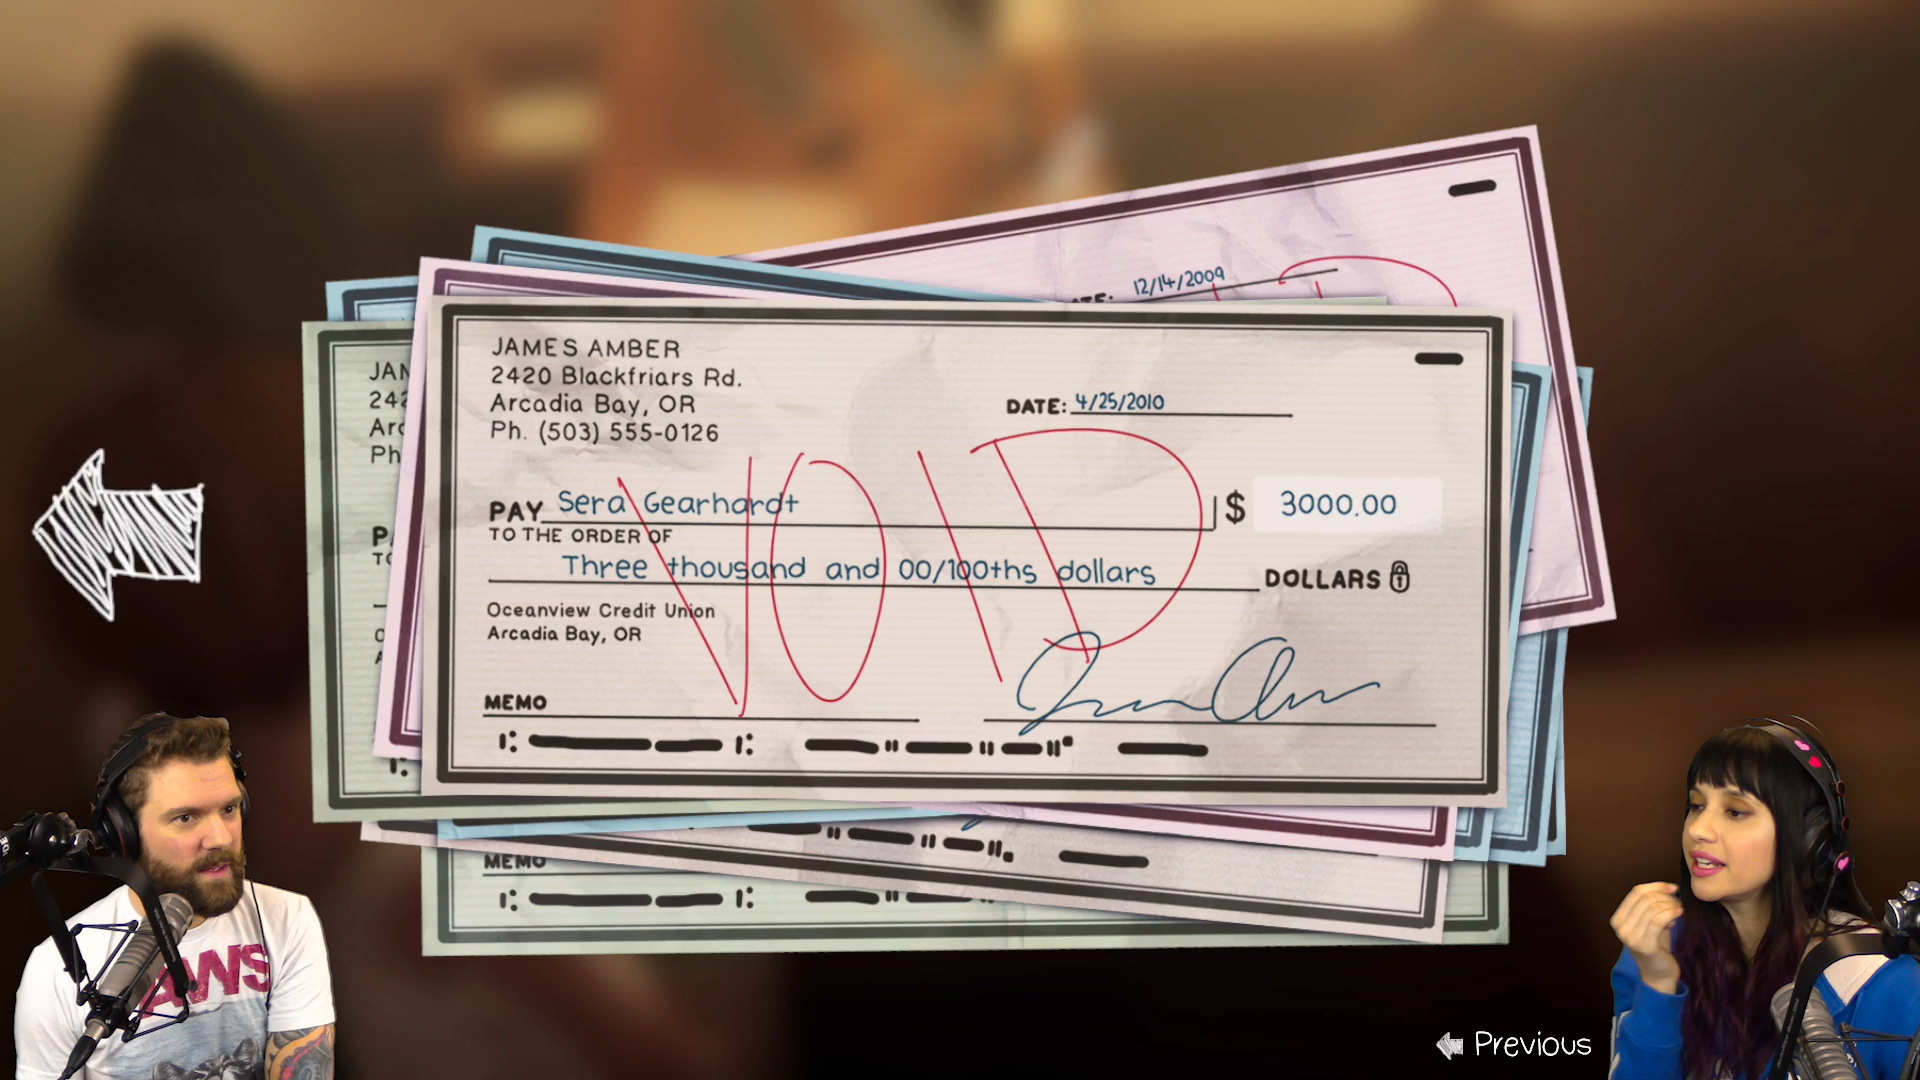 12/14/2009
JAMES AMBER
2420 Blackfriars Rd.
Arcadia Bay, OR
Ph. (503) 555-0126
DATE: 4/25/2010
PAY Sera Gearhardt $ 3000.00
TO THE ORDER OF
Three thousand and 00/100ths dollars DOLLARS
Oceanview Credit Union
Arcadia Bay, OR
VOID
MEMO
MEMO
Previous